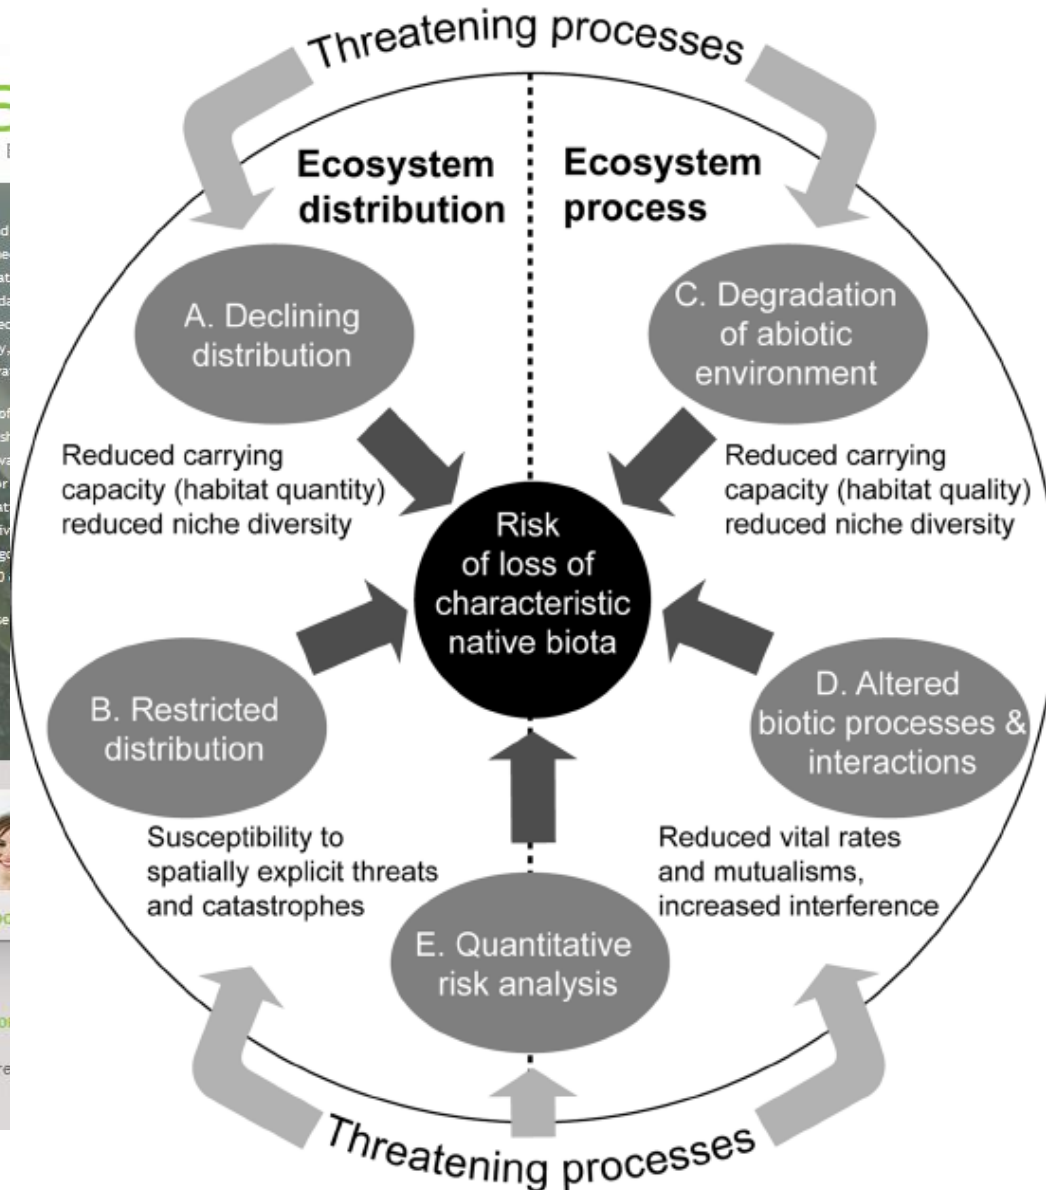 Threatening processes
Ecosystem
distribution
Ecosystem
process
A. Declining
distribution
C. Degradation
of abiotic
environment
Reduced carrying
capacity (habitat quantity)
reduced niche diversity
Reduced carrying
capacity (habitat quality)
reduced niche diversity
Risk
of loss of
characteristic
native biota
B. Restricted
distribution
D. Altered
biotic processes &
interactions
Susceptibility to
spatially explicit threats
and catastrophes
Reduced vital rates
and mutualisms,
increased interference
E. Quantitative
risk analysis
Threatening processes